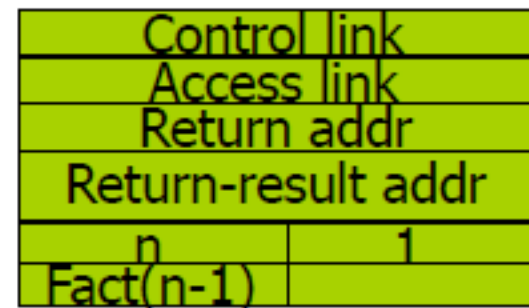 Control link
Access link
Return addr
Return-result addr
n 1
Fact(n-1)